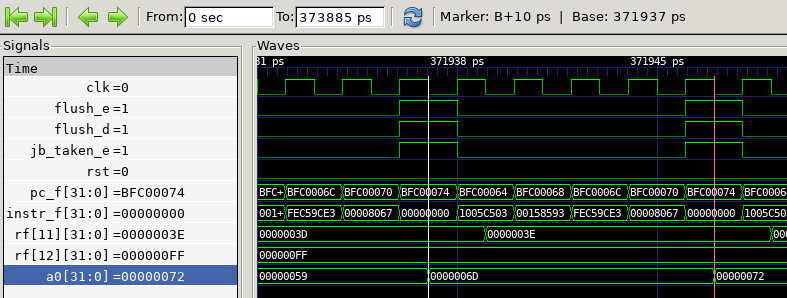 From: 0 sec To: 373885 ps Marker: B+10 ps | Base: 371937 ps
Signals Waves
Time 31 ps 371938 ps 371945 ps
clk=0
flush_e=1
flush_d=1
jb_taken_e=1
rst=0
pc_f[31:0]=BFC00074 BFC+ BFC0006C BFC00070 BFC00074 BFC00064 BFC00068 BFC0006C BFC00070 BFC00074 BFC0006
instr_f[31:0]=00000000 001+ FEC59CE3 00008067 00000000 1005C503 00158593 FEC59CE3 00008067 00000000 1005C50
rf[11][31:0]=0000003E 0000003D 0000003E 000
rf[12][31:0]=000000FF 000000FF
a0[31:0]=00000072 00000059 0000006D 00000072